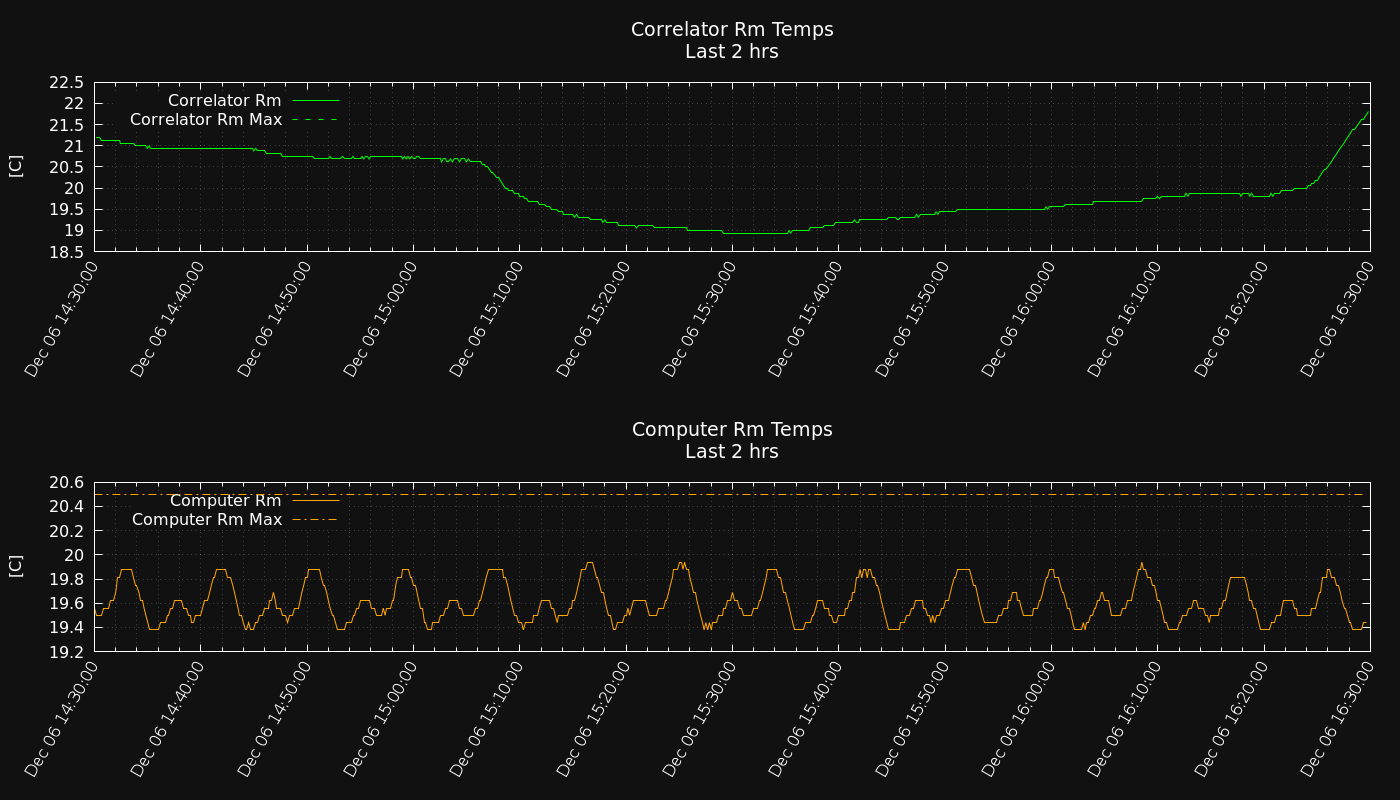 Correlator Rm Temps
Last 2 hrs
[C]
22.5
22
21.5
21
20.5
20
19.5
19
18.5
Correlator Rm
Correlator Rm Max
Dec 06 14:30:00
Dec 06 14:40:00
Dec 06 14:50:00
Dec 06 15:00:00
Dec 06 15:10:00
Dec 06 15:20:00
Dec 06 15:30:00
Dec 06 15:40:00
Dec 06 15:50:00
Dec 06 16:00:00
Dec 06 16:10:00
Dec 06 16:20:00
Dec 06 16:30:00
Computer Rm Temps
Last 2 hrs
[C]
20.6
20.4
20.2
20
19.8
19.6
19.4
19.2
Computer Rm
Computer Rm Max
Dec 06 14:30:00
Dec 06 14:40:00
Dec 06 14:50:00
Dec 06 15:00:00
Dec 06 15:10:00
Dec 06 15:20:00
Dec 06 15:30:00
Dec 06 15:40:00
Dec 06 15:50:00
Dec 06 16:00:00
Dec 06 16:10:00
Dec 06 16:20:00
Dec 06 16:30:00